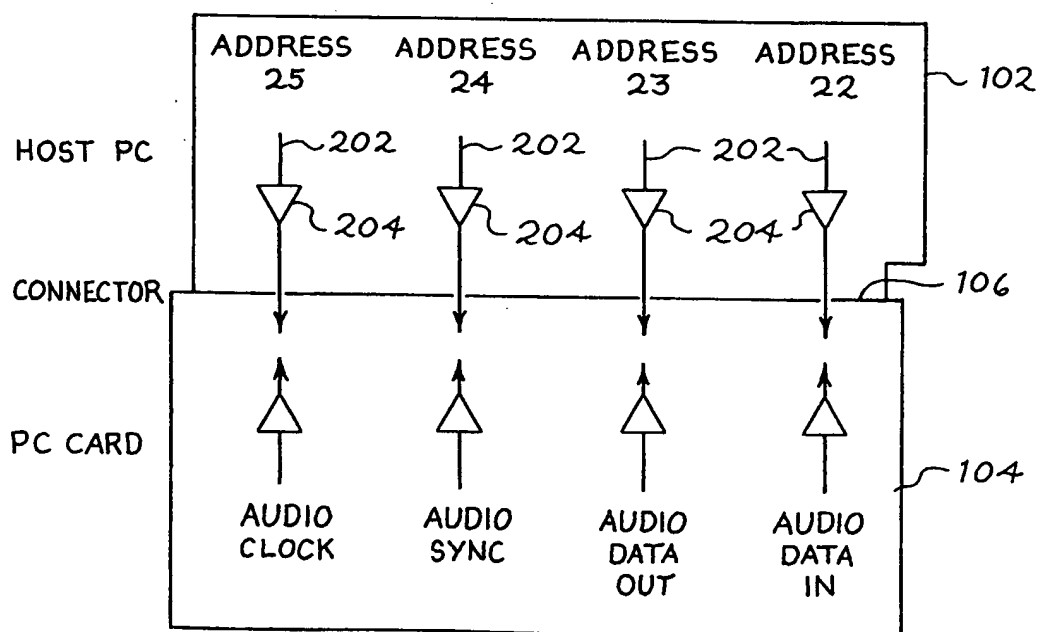 ADDRESS 25 ADDRESS 24 ADDRESS 23 ADDRESS 22
102
HOST PC
202 202 202
204 204 204
CONNECTOR
106
PC CARD
104
AUDIO CLOCK AUDIO SYNC AUDIO DATA OUT AUDIO DATA IN